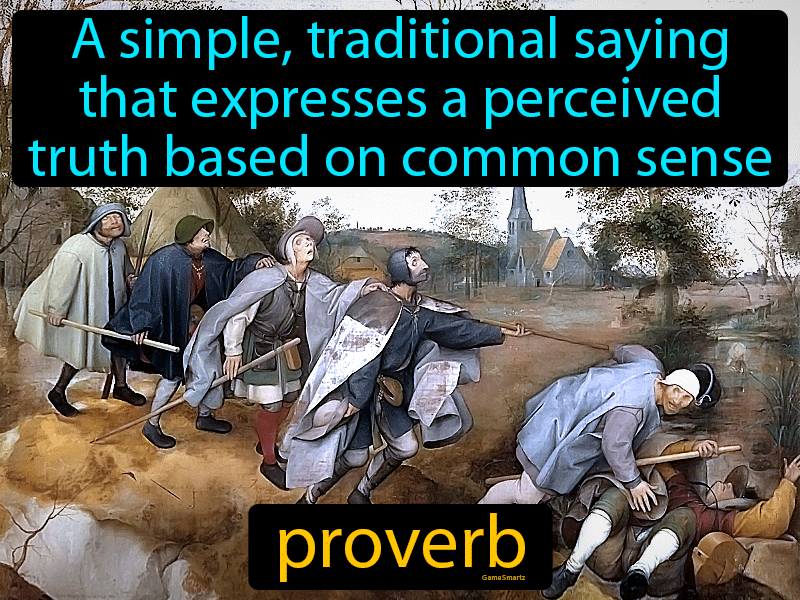 A simple, traditional saying
that expresses a perceived
truth based on common sense
proverb
GameSmartz